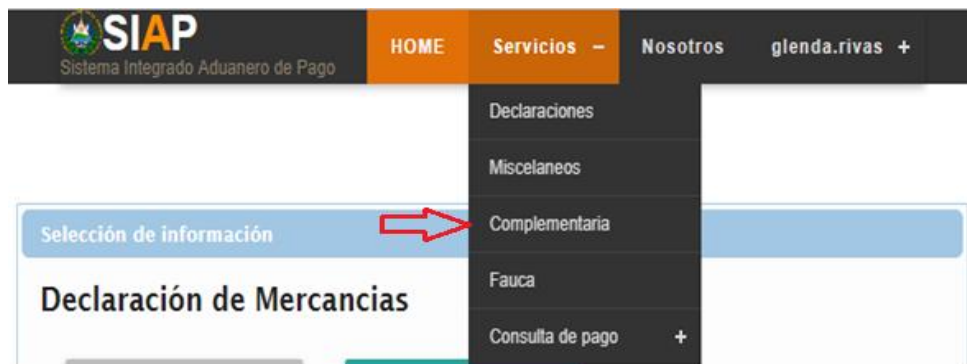 SIAP
Sistema Integrado Aduanero de Pago
HOME
Servicios –
Nosotros
glenda.rivas +
Declaraciones
Miscelaneos
Complementaria
Fauca
Consulta de pago +
Selección de información
Declaración de Mercancias